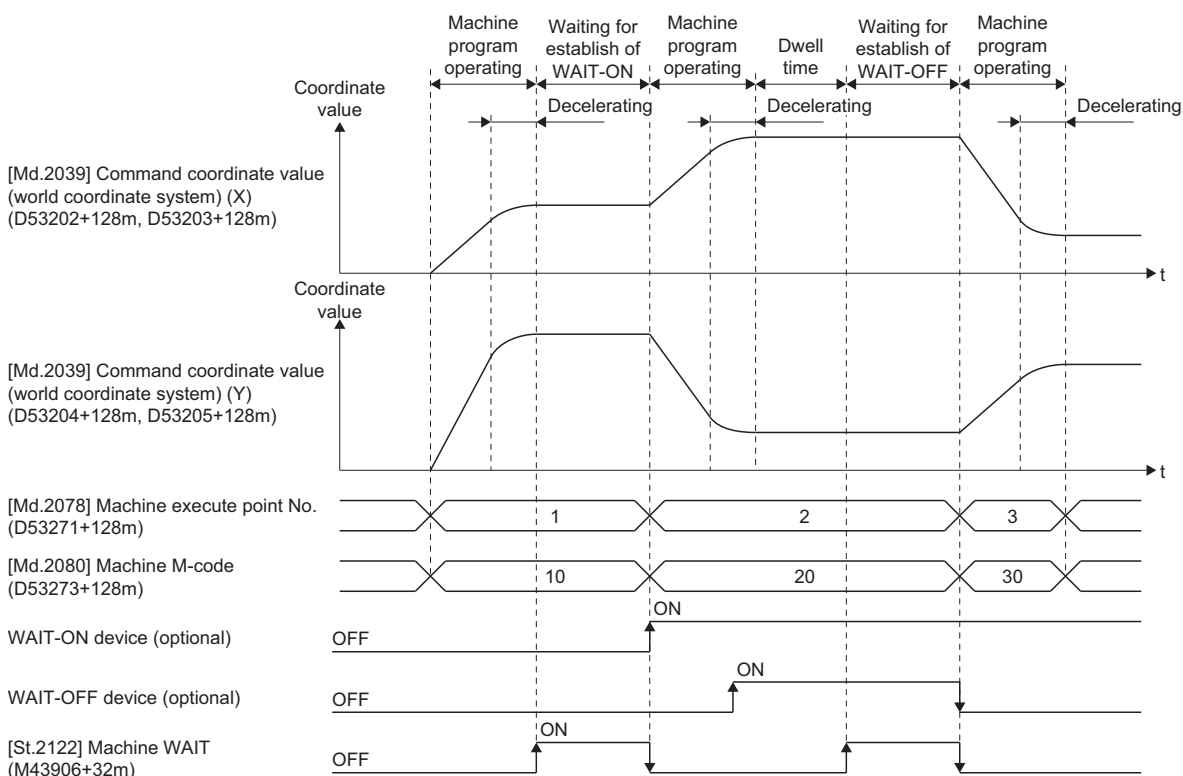 Machine program operating
Waiting for establish of WAIT-ON
Machine program operating
Dwell time
Waiting for establish of WAIT-OFF
Machine program operating
Decelerating
Decelerating
Decelerating
Coordinate value
[Md.2039] Command coordinate value
(world coordinate system) (X)
(D53202+128m, D53203+128m)
t
Coordinate value
[Md.2039] Command coordinate value
(world coordinate system) (Y)
(D53204+128m, D53205+128m)
t
[Md.2078] Machine execute point No.
(D53271+128m)
1
2
3
[Md.2080] Machine M-code
(D53273+128m)
10
20
30
WAIT-ON device (optional)
OFF
ON
WAIT-OFF device (optional)
OFF
ON
[St.2122] Machine WAIT
(M43906+32m)
OFF
ON